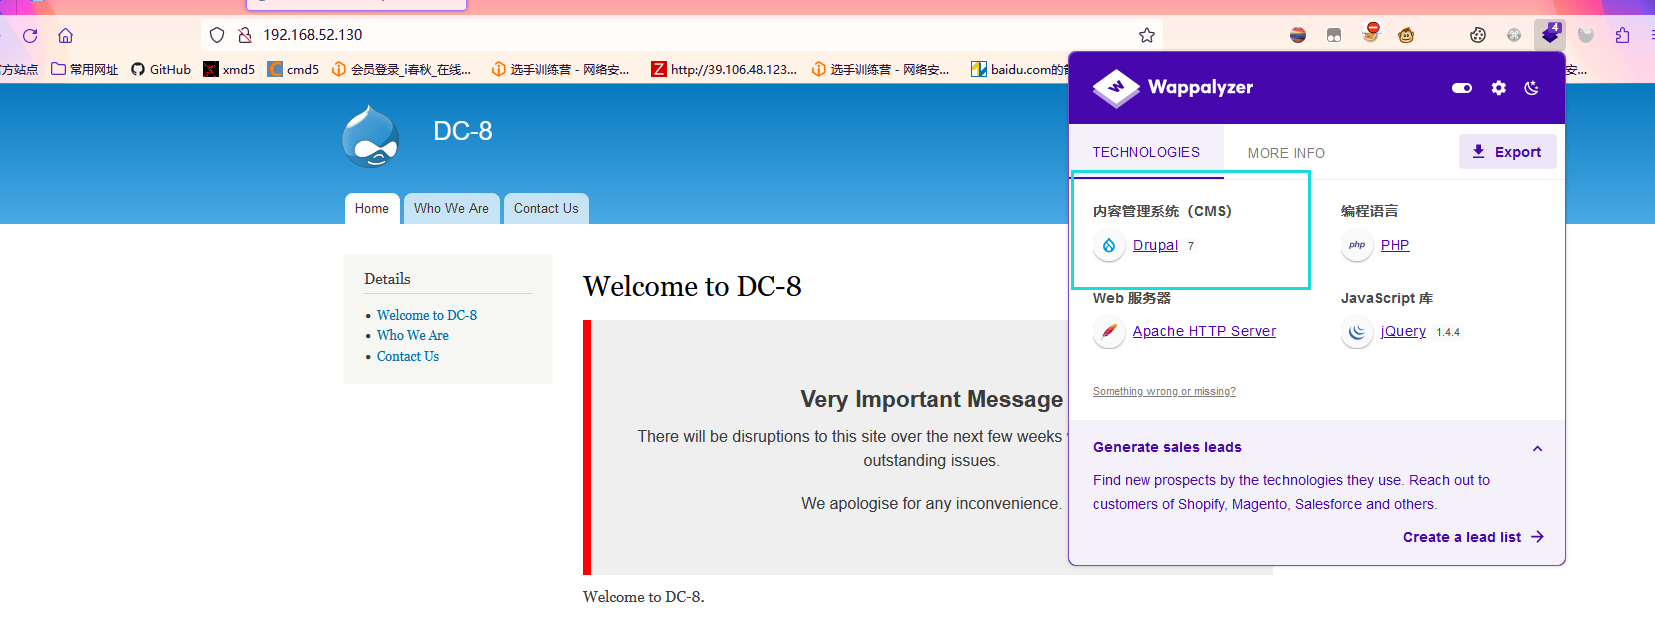 192.168.52.130
4
方站点 常用网址 GitHub xmd5 cmd5 会员登录_i春秋_在线... 选手训练营 - 网络安... http://39.106.48.123... 选手训练营 - 网络安... baidu.com的 安...
DC-8
Home Who We Are Contact Us
Details
Welcome to DC-8
Who We Are
Contact Us
Welcome to DC-8
Very Important Message
There will be disruptions to this site over the next few weeks
outstanding issues.
We apologise for any inconvenience.
Welcome to DC-8.
Wappalyzer
TECHNOLOGIES MORE INFO Export
内容管理系统（CMS） 编程语言
Drupal 7 php PHP
Web 服务器 JavaScript 库
Apache HTTP Server jQuery 1.4.4
Something wrong or missing?
Generate sales leads
Find new prospects by the technologies they use. Reach out to
customers of Shopify, Magento, Salesforce and others.
Create a lead list